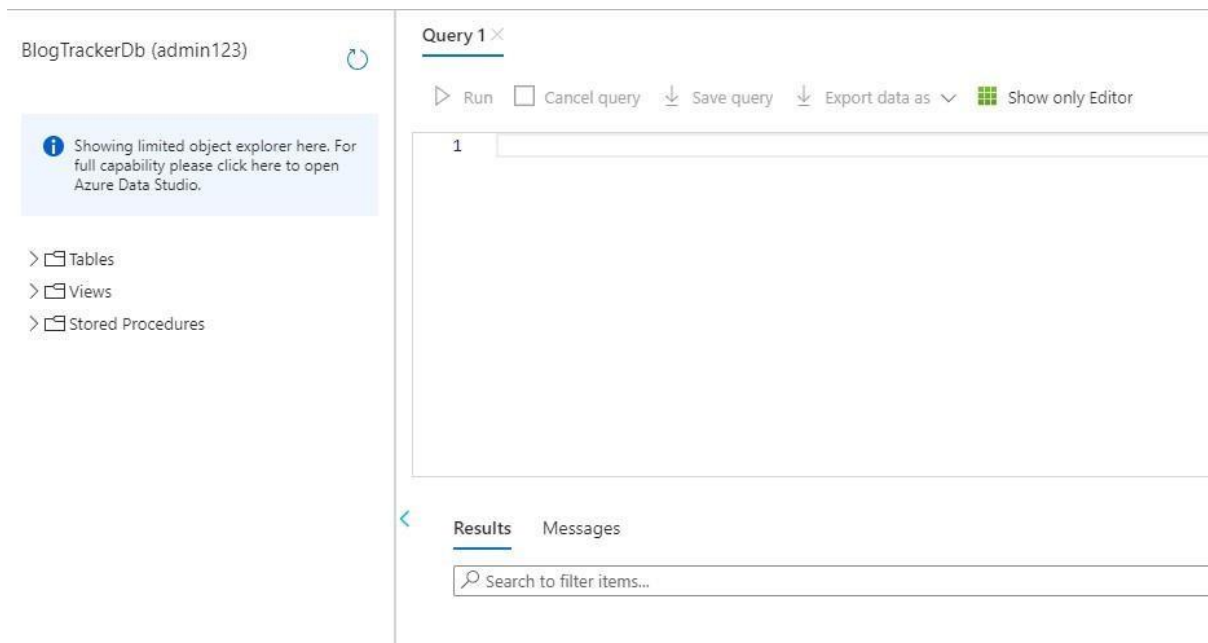 BlogTrackerDb (admin123)
Showing limited object explorer here. For
full capability please click here to open
Azure Data Studio.
Tables
Views
Stored Procedures
Query 1
Run Cancel query Save query Export data as Show only Editor
1
Results Messages
Search to filter items...